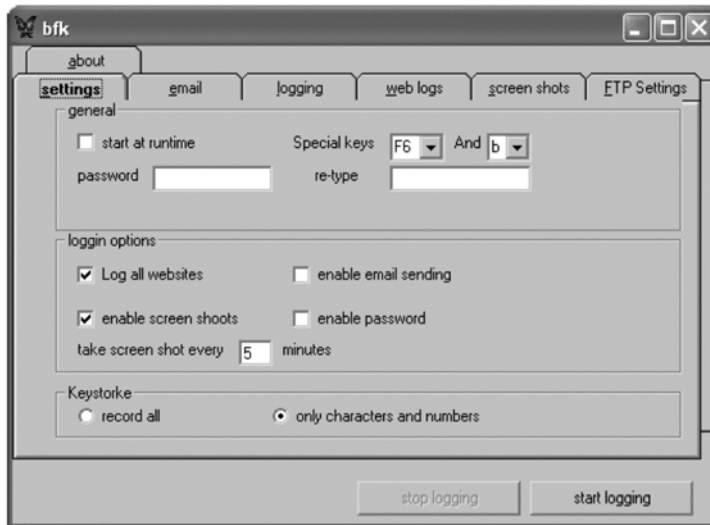 bfk
about
settings email logging web logs screen shots FTP Settings
general
start at runtime Special keys F6 And b
password re-type
loggin options
Log all websites enable email sending
enable screen shoots enable password
take screen shot every 5 minutes
Keystorke
record all only characters and numbers
stop logging start logging